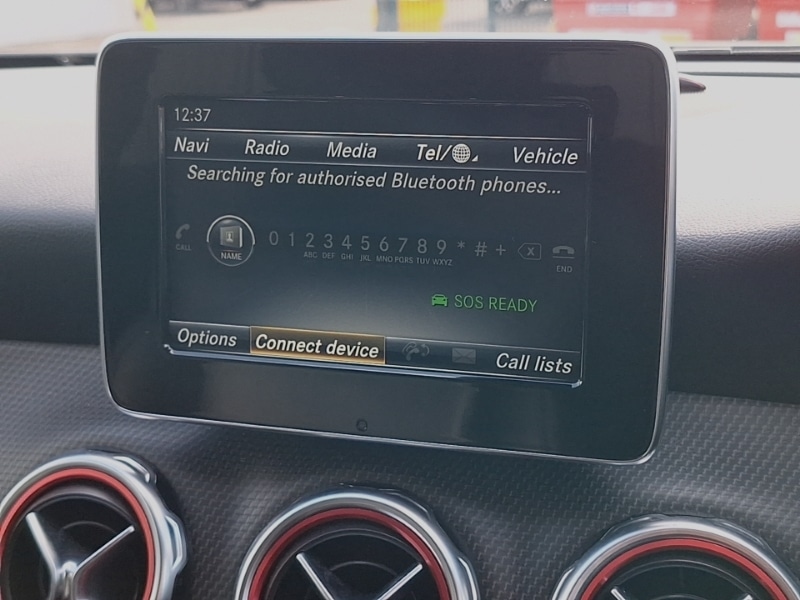 12:37
Navi Radio Media Tel/ Vehicle
Searching for authorised Bluetooth phones...
0 1 2 3 4 5 6 7 8 9 * # +
CALL NAME ABC DEF GHI JKL MNO PQRS TUV WXYZ END
SOS READY
Options Connect device Call lists